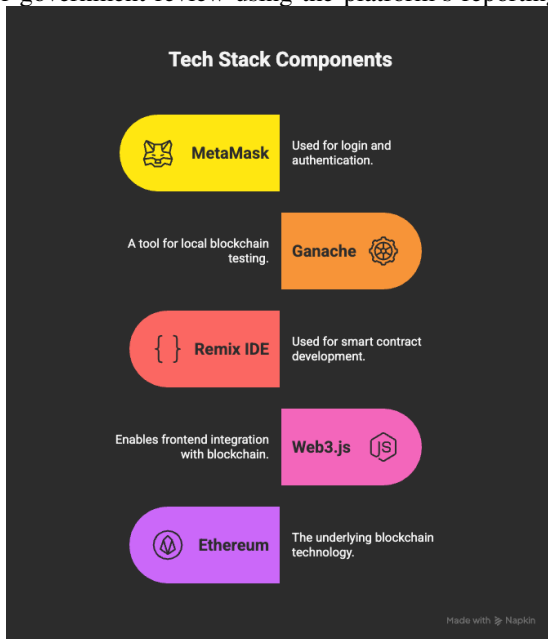 government review using the platform's reporting
Tech Stack Components
MetaMask
Used for login and
authentication.
A tool for local blockchain
testing.
Ganache
{ } Remix IDE
Used for smart contract
development.
Enables frontend integration
with blockchain.
Web3.js
JS
Ethereum
The underlying blockchain
technology.
Made with Napkin